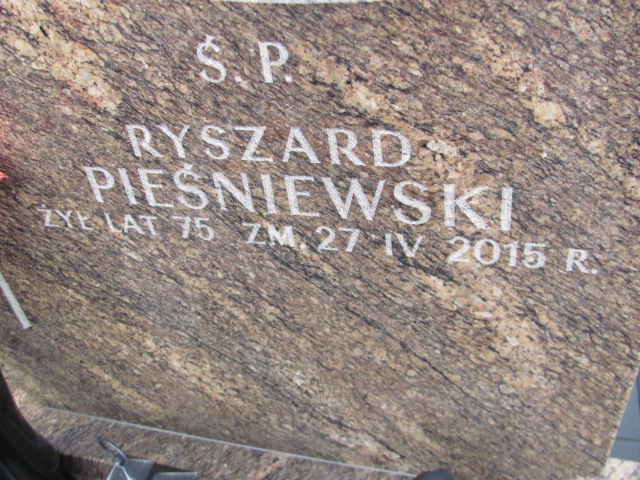 Ś. P.
RYSZARD
PIEŚNIEWSKI
ŻYŁ LAT 75 ZM. 27 IV 2015 R.